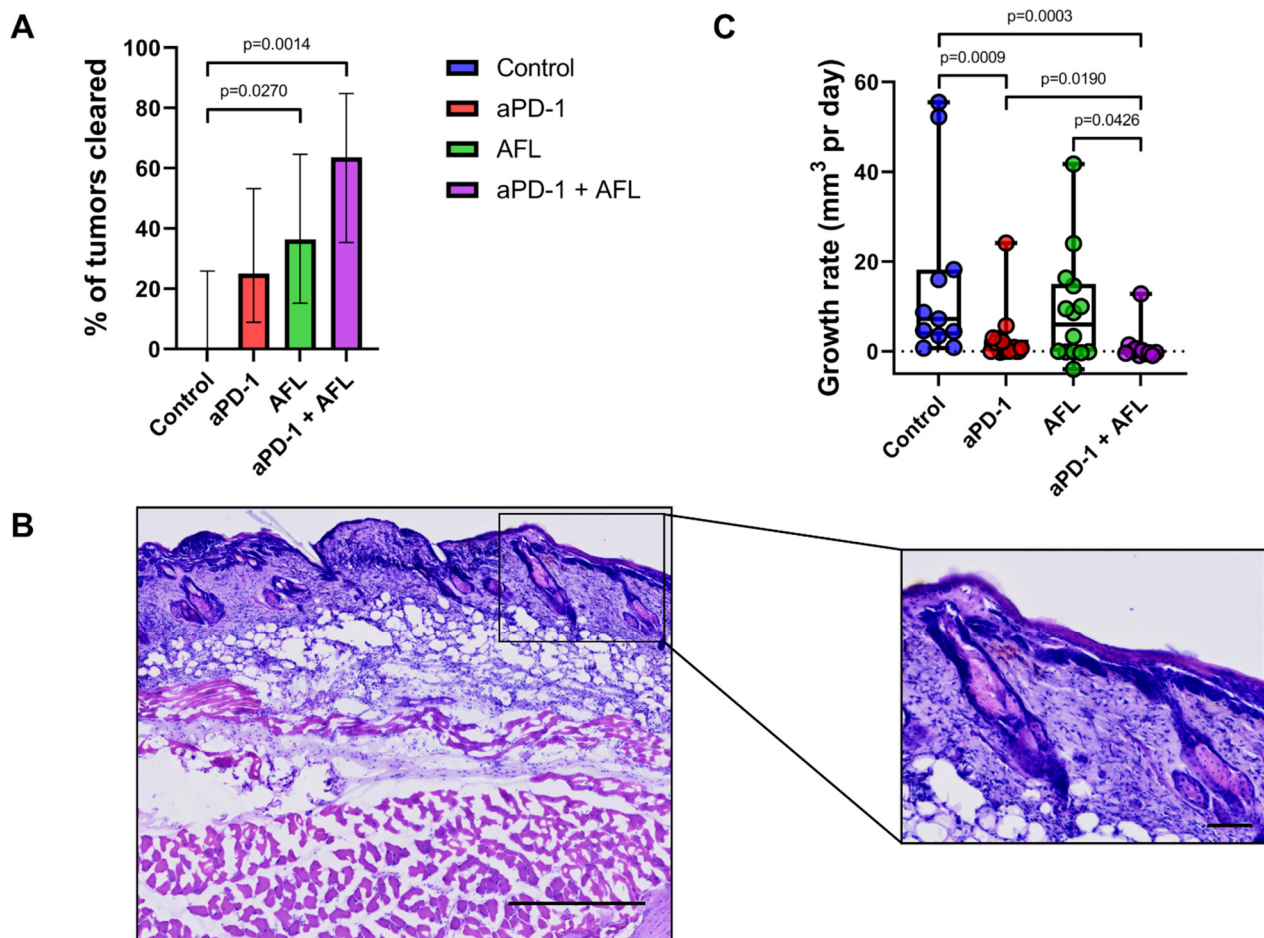 A
% of tumors cleared
100
80
60
40
20
0
p=0.0014
p=0.0270
Control
aPD-1
AFL
aPD-1 + AFL
Control
aPD-1
AFL
aPD-1 + AFL
C
Growth rate (mm³ pr day)
60
40
20
0
p=0.0003
p=0.0009
p=0.0190
p=0.0426
Control
aPD-1
AFL
aPD-1 + AFL
B